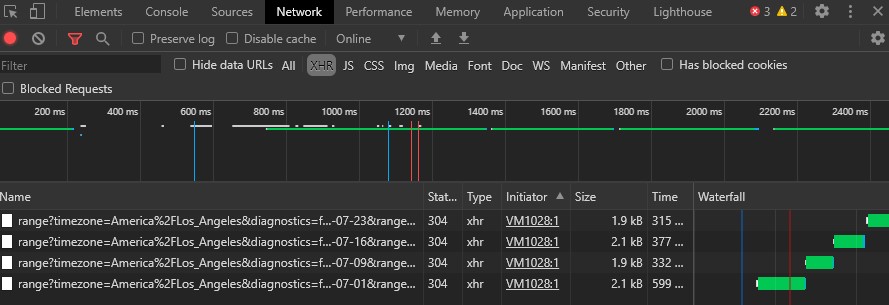 Elements Console Sources Network Performance Memory Application Security Lighthouse 3 2
Preserve log Disable cache Online
Filter Hide data URLs All XHR JS CSS Img Media Font Doc WS Manifest Other Has blocked cookies
Blocked Requests
200 ms 400 ms 600 ms 800 ms 1000 ms 1200 ms 1400 ms 1600 ms 1800 ms 2000 ms 2200 ms 2400 ms
Name Stat... Type Initiator Size Time Waterfall
range?timezone=America%2FLos_Angeles&diagnostics=f...-07-23&range... 304 xhr VM1028:1 1.9 kB 315 ...
range?timezone=America%2FLos_Angeles&diagnostics=f...-07-16&range... 304 xhr VM1028:1 2.1 kB 377 ...
range?timezone=America%2FLos_Angeles&diagnostics=f...-07-09&range... 304 xhr VM1028:1 1.9 kB 332 ...
range?timezone=America%2FLos_Angeles&diagnostics=f...-07-01&range... 304 xhr VM1028:1 2.1 kB 599 ...